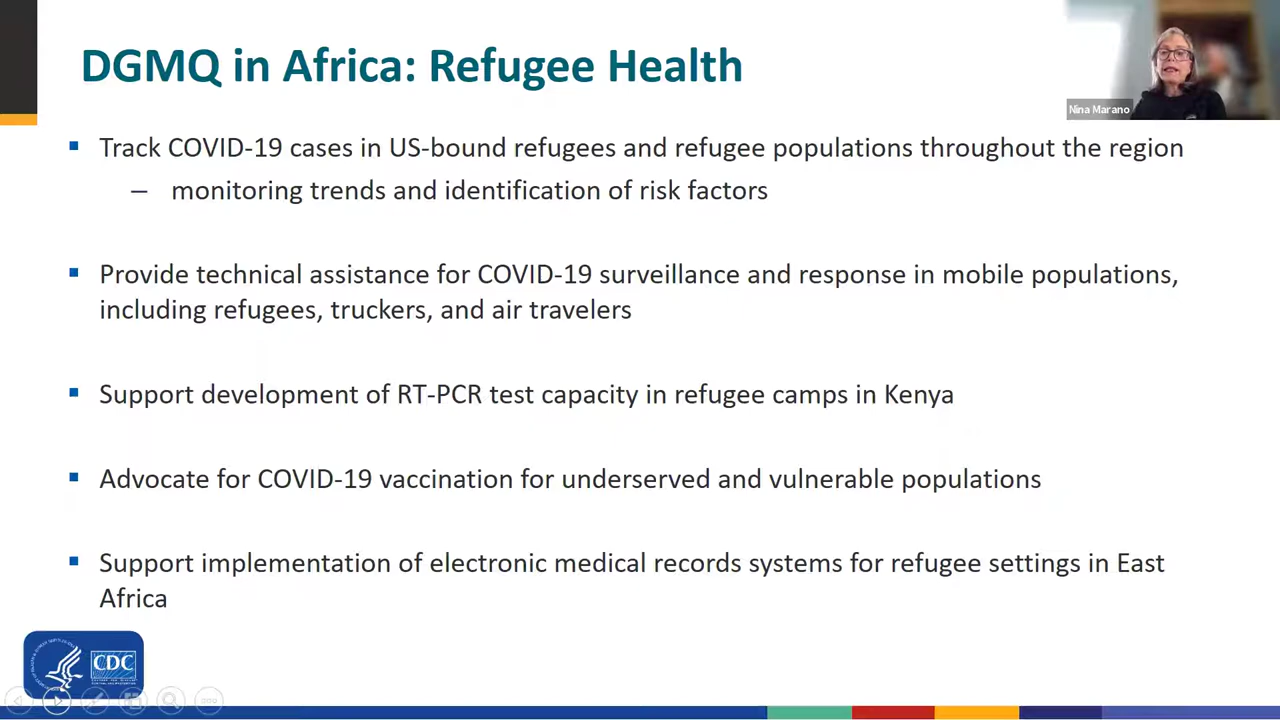 DGMQ in Africa: Refugee Health
Nina Marano
▪ Track COVID-19 cases in US-bound refugees and refugee populations throughout the region
– monitoring trends and identification of risk factors
▪ Provide technical assistance for COVID-19 surveillance and response in mobile populations,
including refugees, truckers, and air travelers
▪ Support development of RT-PCR test capacity in refugee camps in Kenya
▪ Advocate for COVID-19 vaccination for underserved and vulnerable populations
▪ Support implementation of electronic medical records systems for refugee settings in East
Africa
CDC